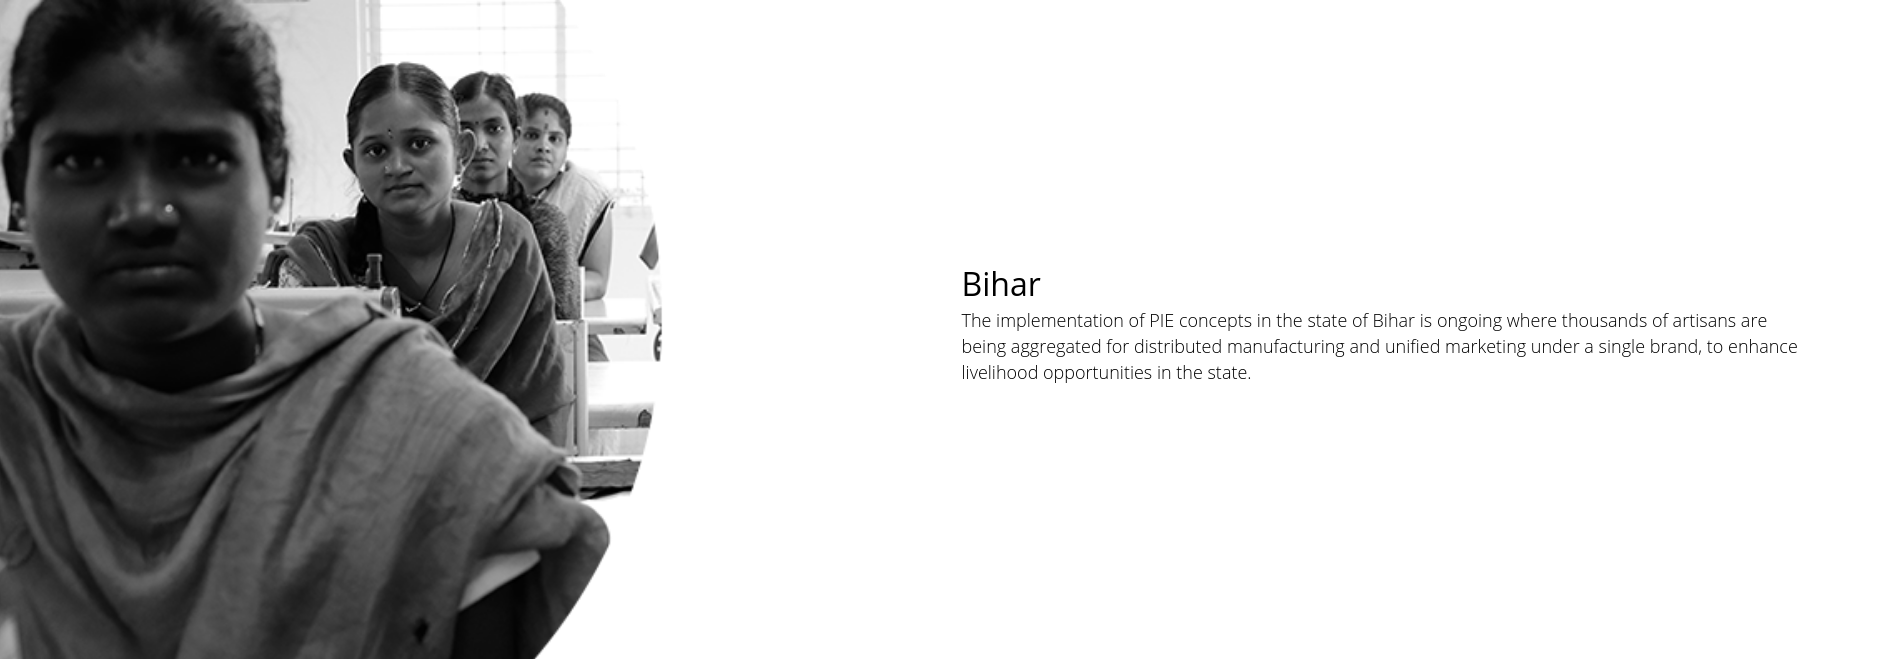 Bihar
The implementation of PIE concepts in the state of Bihar is ongoing where thousands of artisans are
being aggregated for distributed manufacturing and unified marketing under a single brand, to enhance
livelihood opportunities in the state.